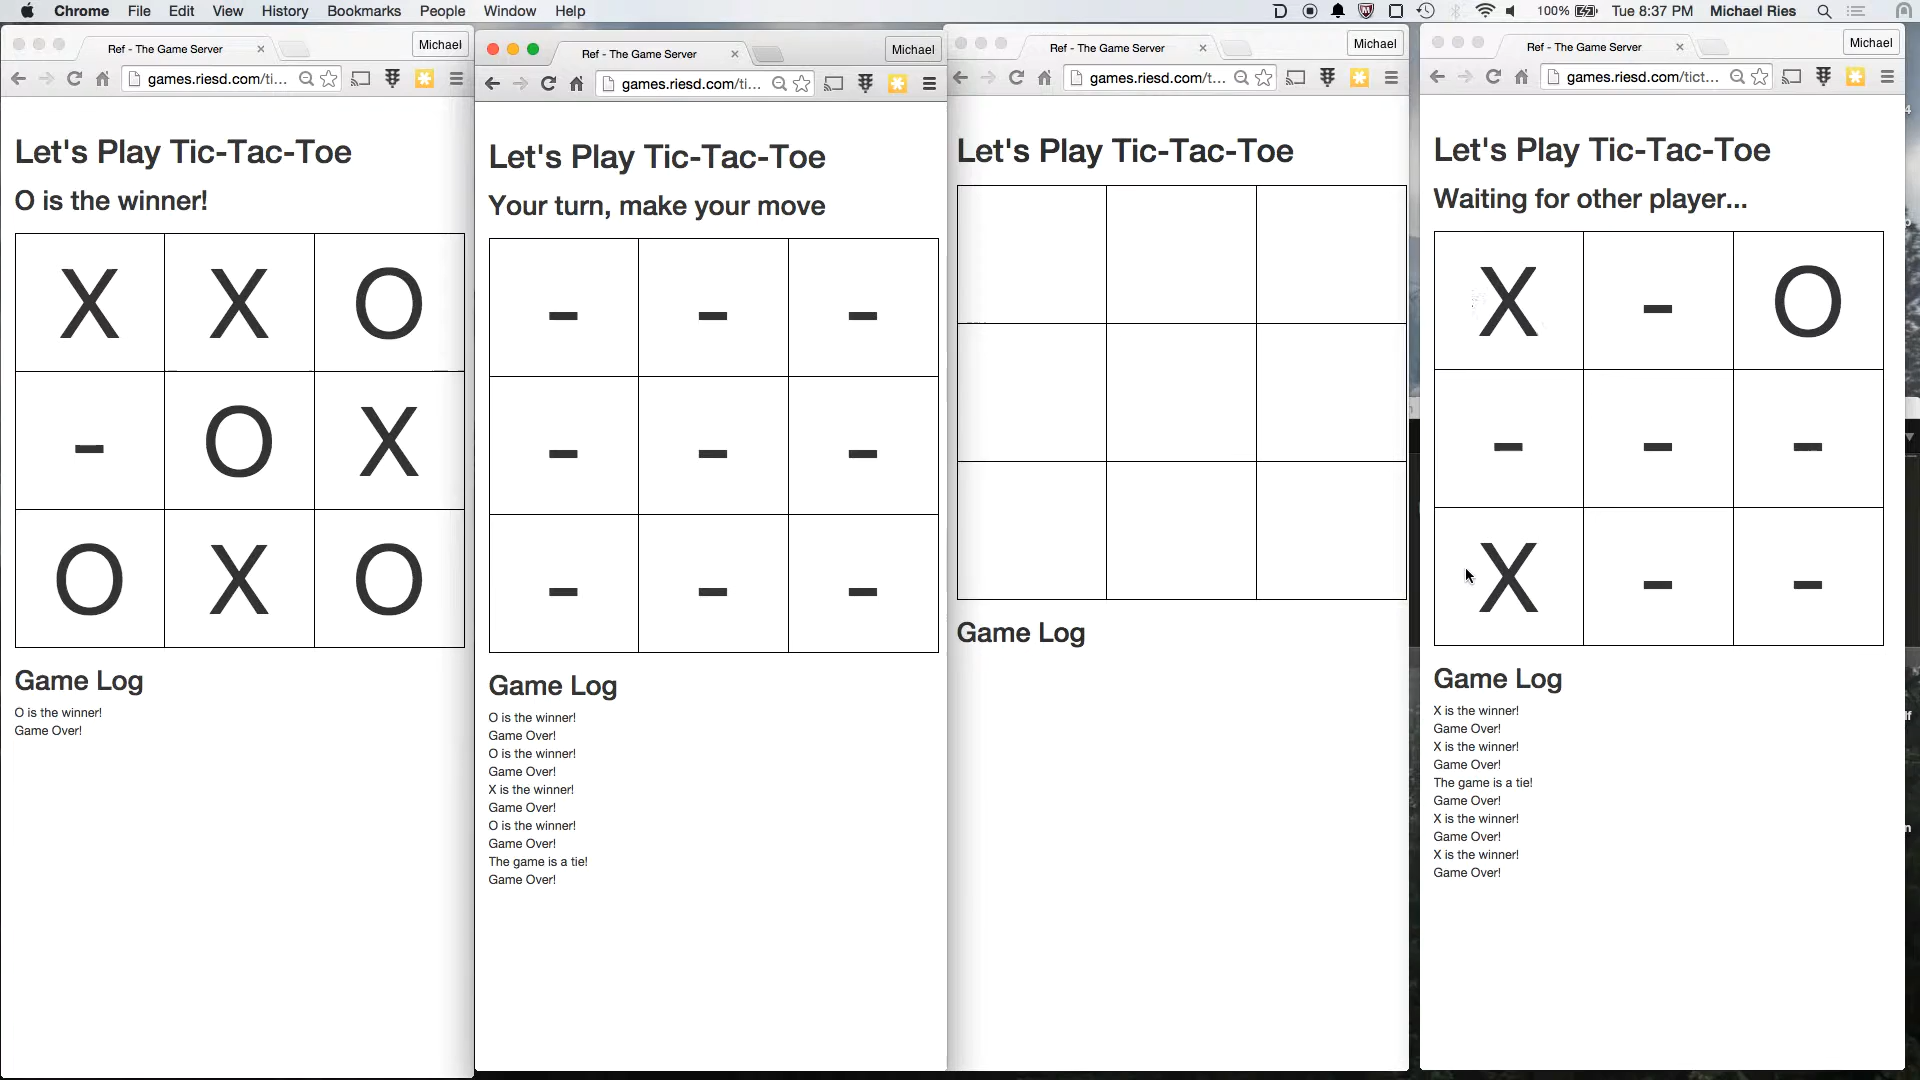 Chrome File Edit View History Bookmarks People Window Help 100% Tue 8:37 PM Michael Ries
Ref - The Game Server
Michael
games.riesd.com/ti...
Let's Play Tic-Tac-Toe
O is the winner!
X X O
- O X
O X O
Game Log
O is the winner!
Game Over!
Ref - The Game Server
Michael
games.riesd.com/ti...
Let's Play Tic-Tac-Toe
Your turn, make your move
- - -
- - -
- - -
Game Log
O is the winner!
Game Over!
O is the winner!
Game Over!
X is the winner!
Game Over!
O is the winner!
Game Over!
The game is a tie!
Game Over!
Ref - The Game Server
Michael
games.riesd.com/t...
Let's Play Tic-Tac-Toe
Game Log
Ref - The Game Server
Michael
games.riesd.com/tict...
Let's Play Tic-Tac-Toe
Waiting for other player...
X - O
- - -
X - -
Game Log
X is the winner!
Game Over!
X is the winner!
Game Over!
The game is a tie!
Game Over!
X is the winner!
Game Over!
X is the winner!
Game Over!